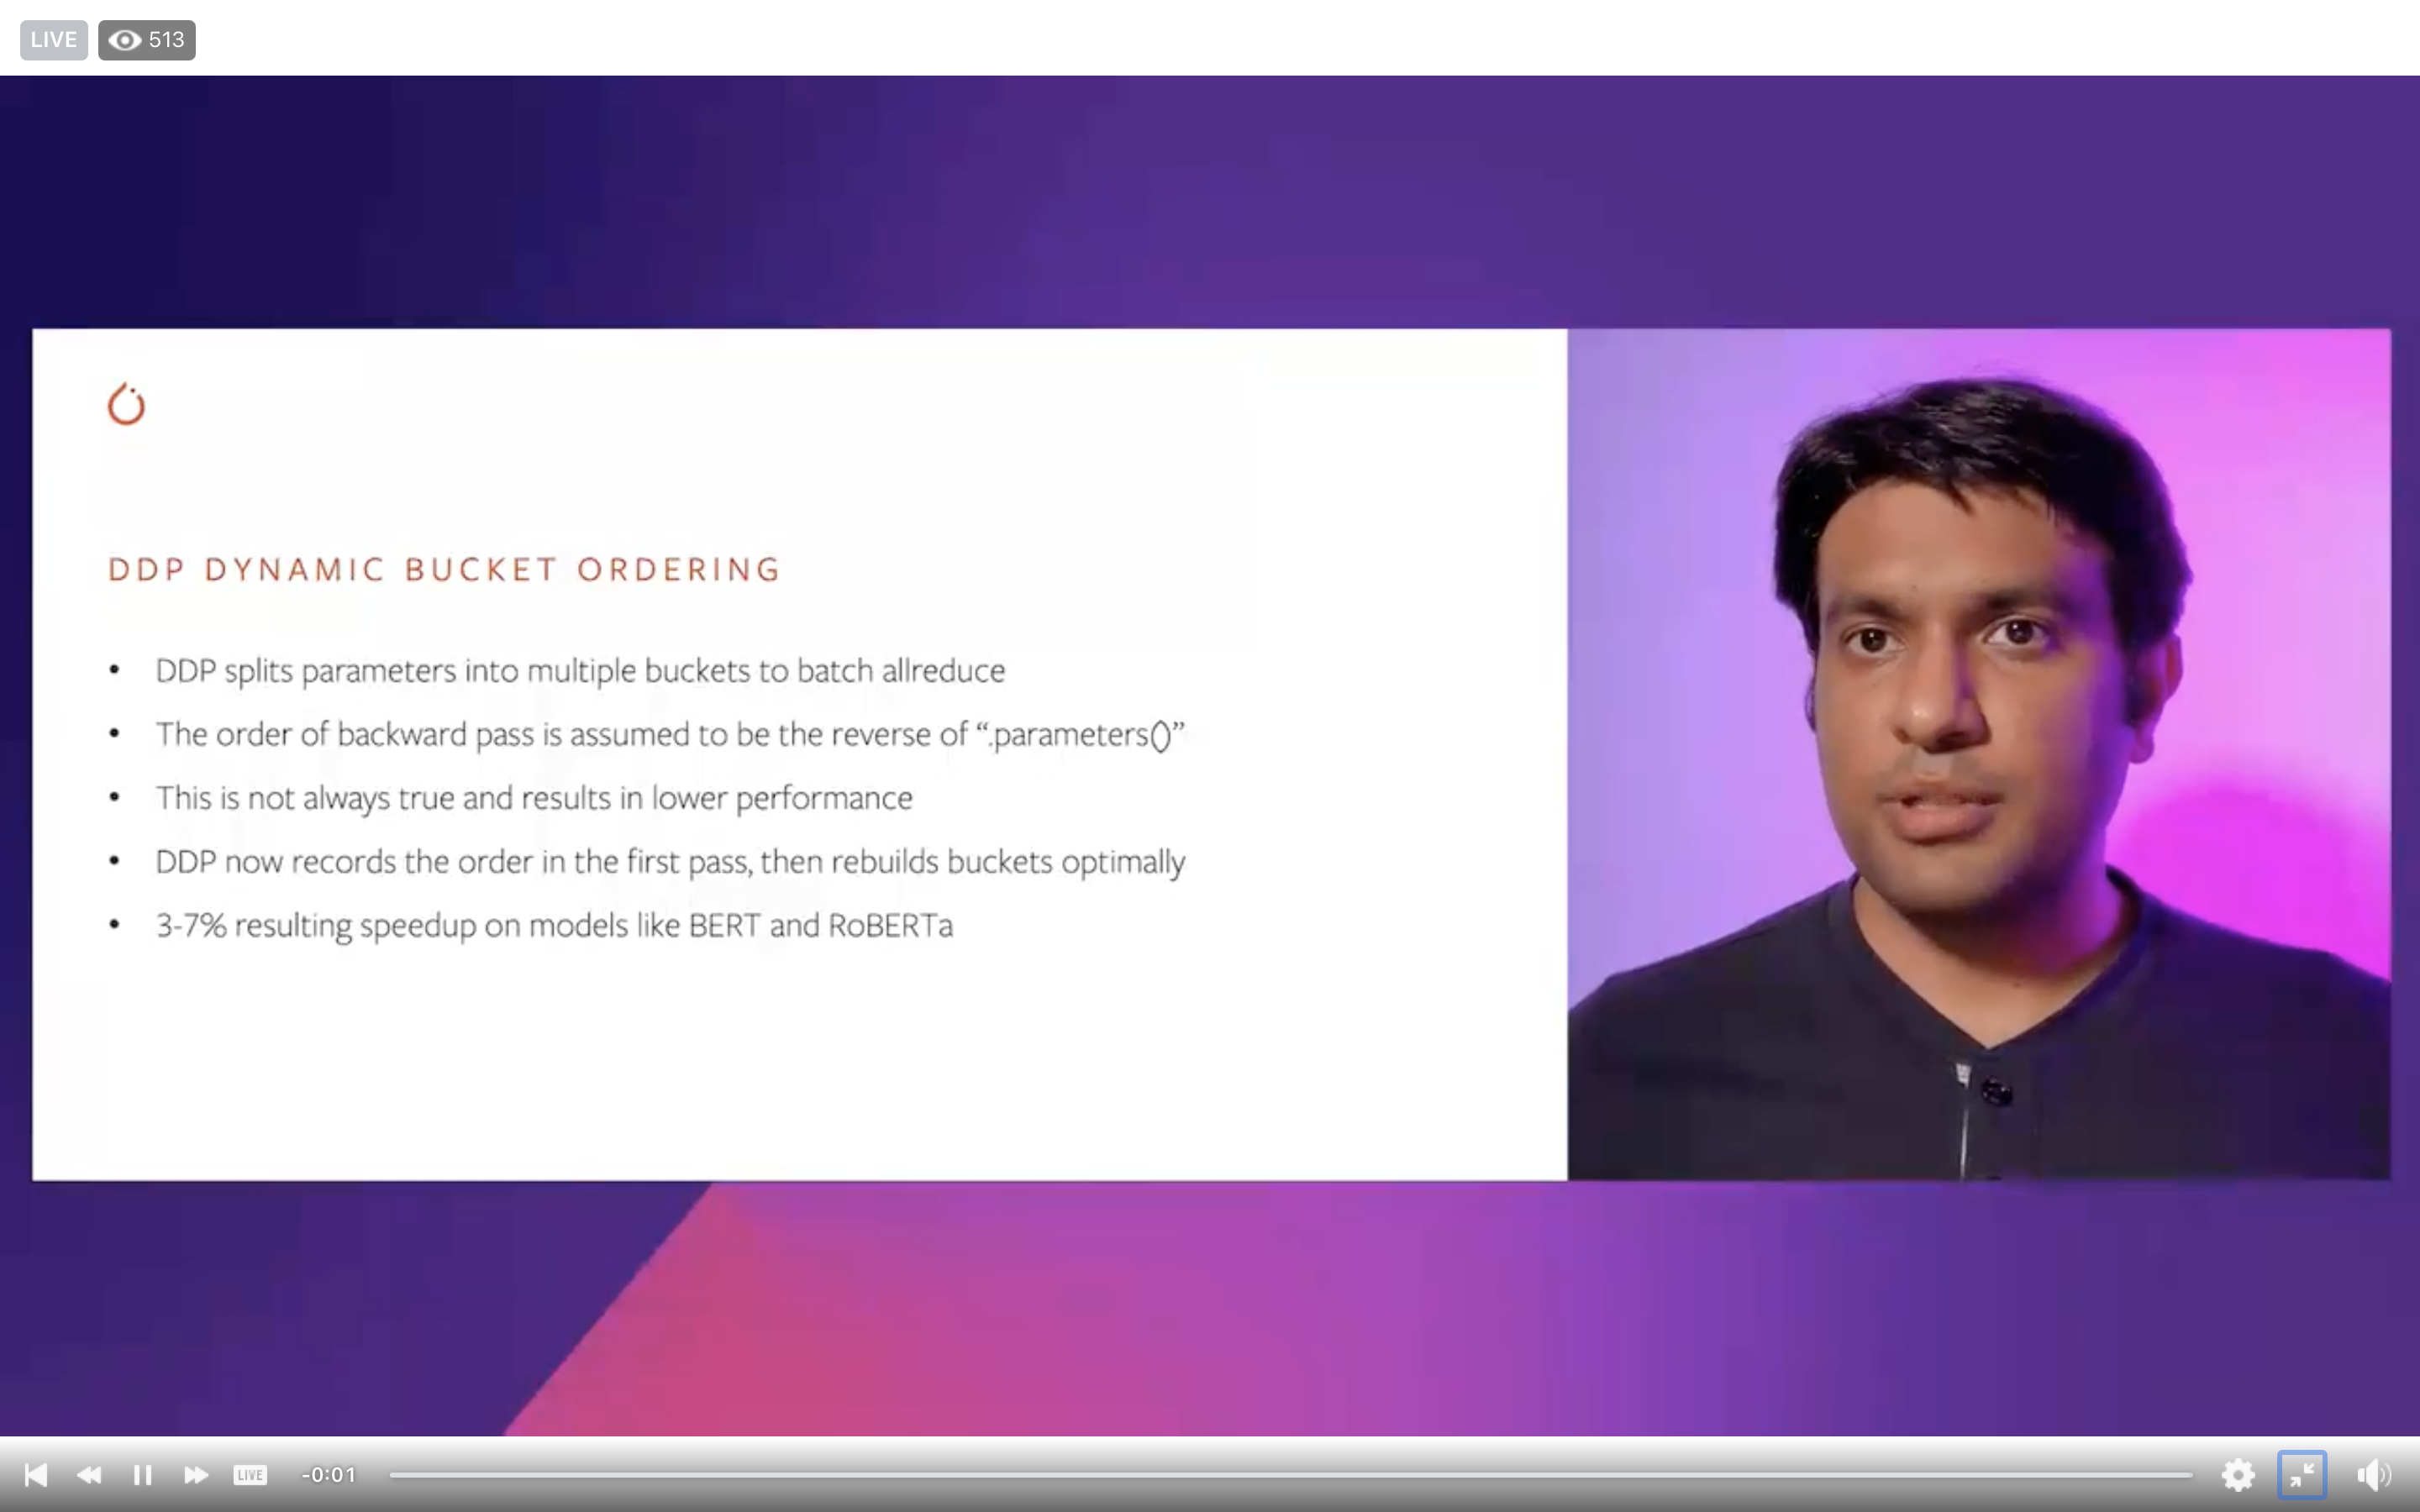 LIVE 513
DDP DYNAMIC BUCKET ORDERING
• DDP splits parameters into multiple buckets to batch allreduce
• The order of backward pass is assumed to be the reverse of “.parameters()”
• This is not always true and results in lower performance
• DDP now records the order in the first pass, then rebuilds buckets optimally
• 3-7% resulting speedup on models like BERT and RoBERTa
LIVE -0:01